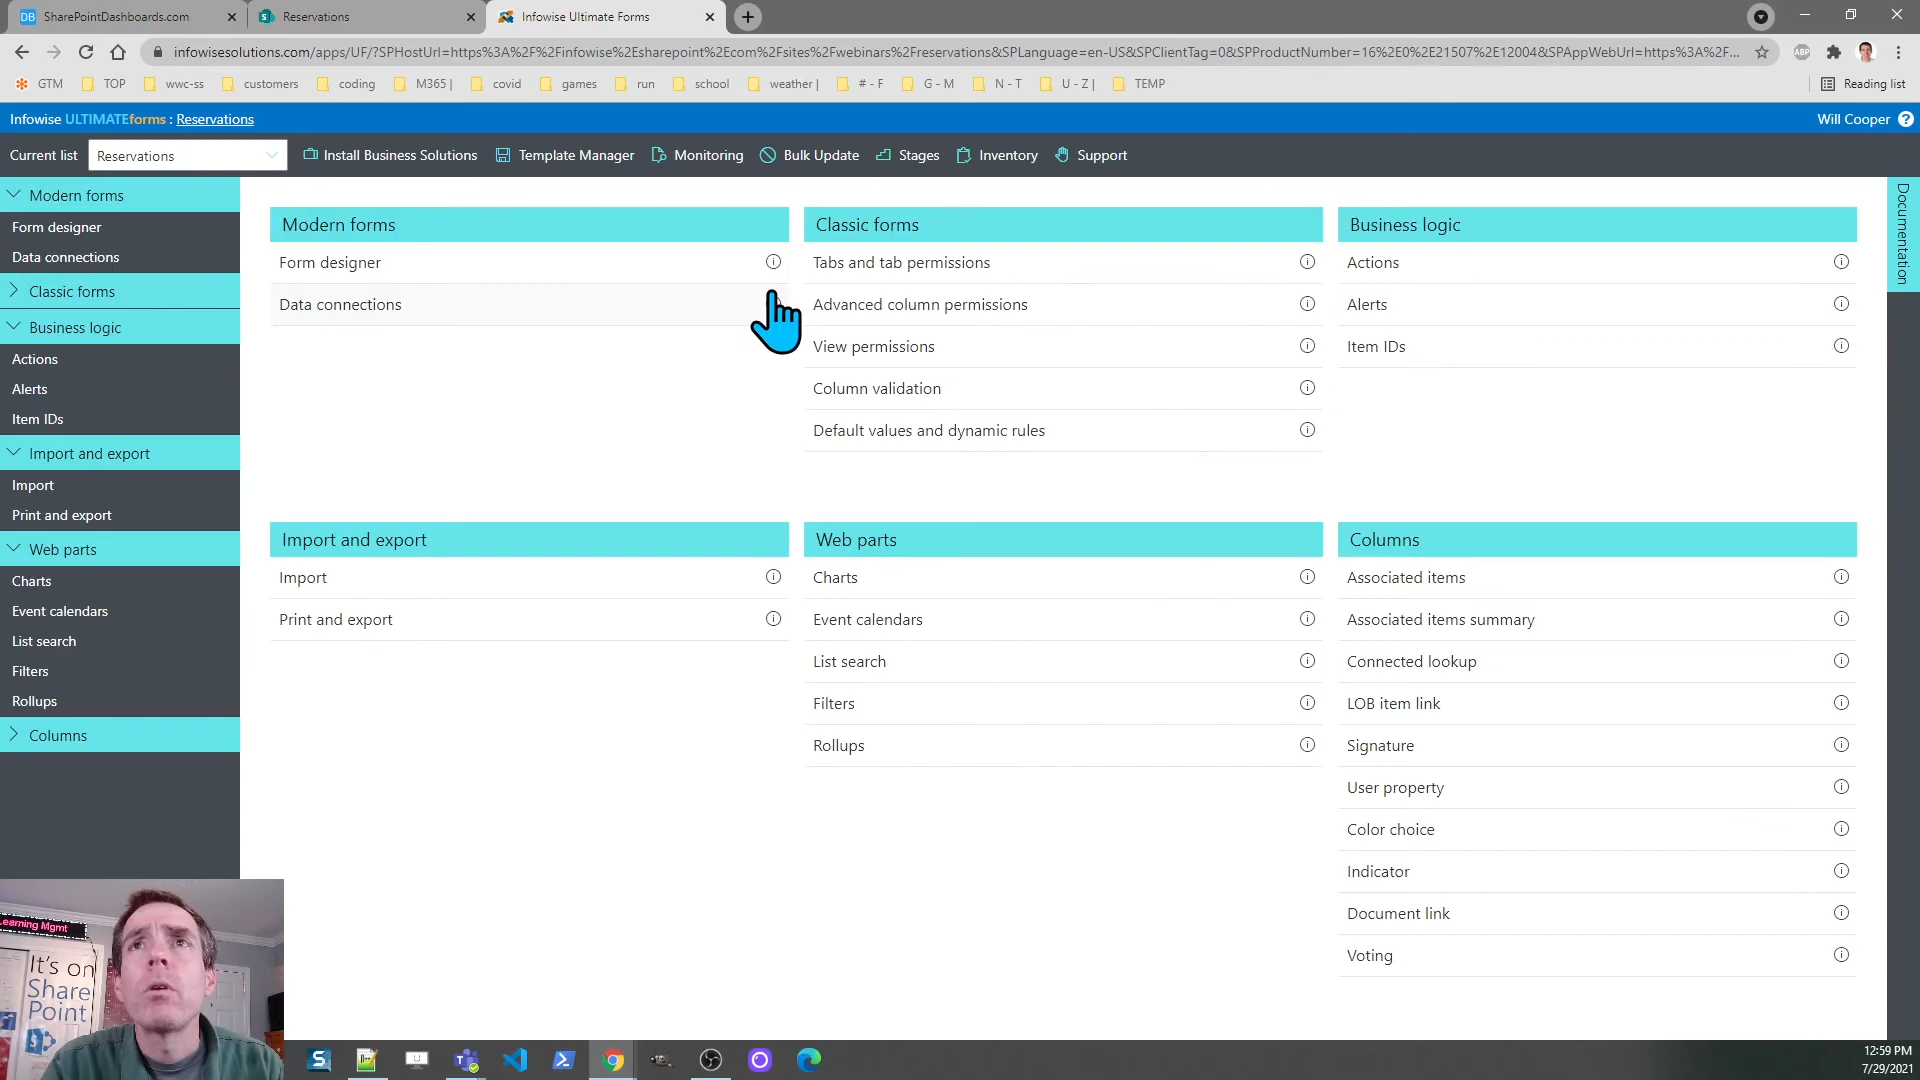 DB SharePointDashboards.com
Reservations
Infowise Ultimate Forms
infowisesolutions.com/apps/UF/?SPHostUrl=https%3A%2F%2Finfowise%2Esharepoint%2Ecom%2Fsites%2Fwebinars%2Freservations&SPLanguage=en-US&SPClientTag=0&SPProductNumber=16%2E0%2E21507%2E12004&SPAppWebUrl=https%3A%2F...
ABP
GTM TOP wwc-ss customers coding M365 | covid games run school weather | # - F G - M N - T U - Z | TEMP Reading list
Infowise ULTIMATEforms : Reservations
Will Cooper ?
Current list Reservations Install Business Solutions Template Manager Monitoring Bulk Update Stages Inventory Support
Modern forms
Form designer
Data connections
Classic forms
Business logic
Actions
Alerts
Item IDs
Import and export
Import
Print and export
Web parts
Charts
Event calendars
List search
Filters
Rollups
Columns
Modern forms
Form designer
Data connections
Classic forms
Tabs and tab permissions
Advanced column permissions
View permissions
Column validation
Default values and dynamic rules
Business logic
Actions
Alerts
Item IDs
Import and export
Import
Print and export
Web parts
Charts
Event calendars
List search
Filters
Rollups
Columns
Associated items
Associated items summary
Connected lookup
LOB item link
Signature
User property
Color choice
Indicator
Document link
Voting
Documentation
Learning Mgmt
It's on
Share
Point
12:59 PM
7/29/2021